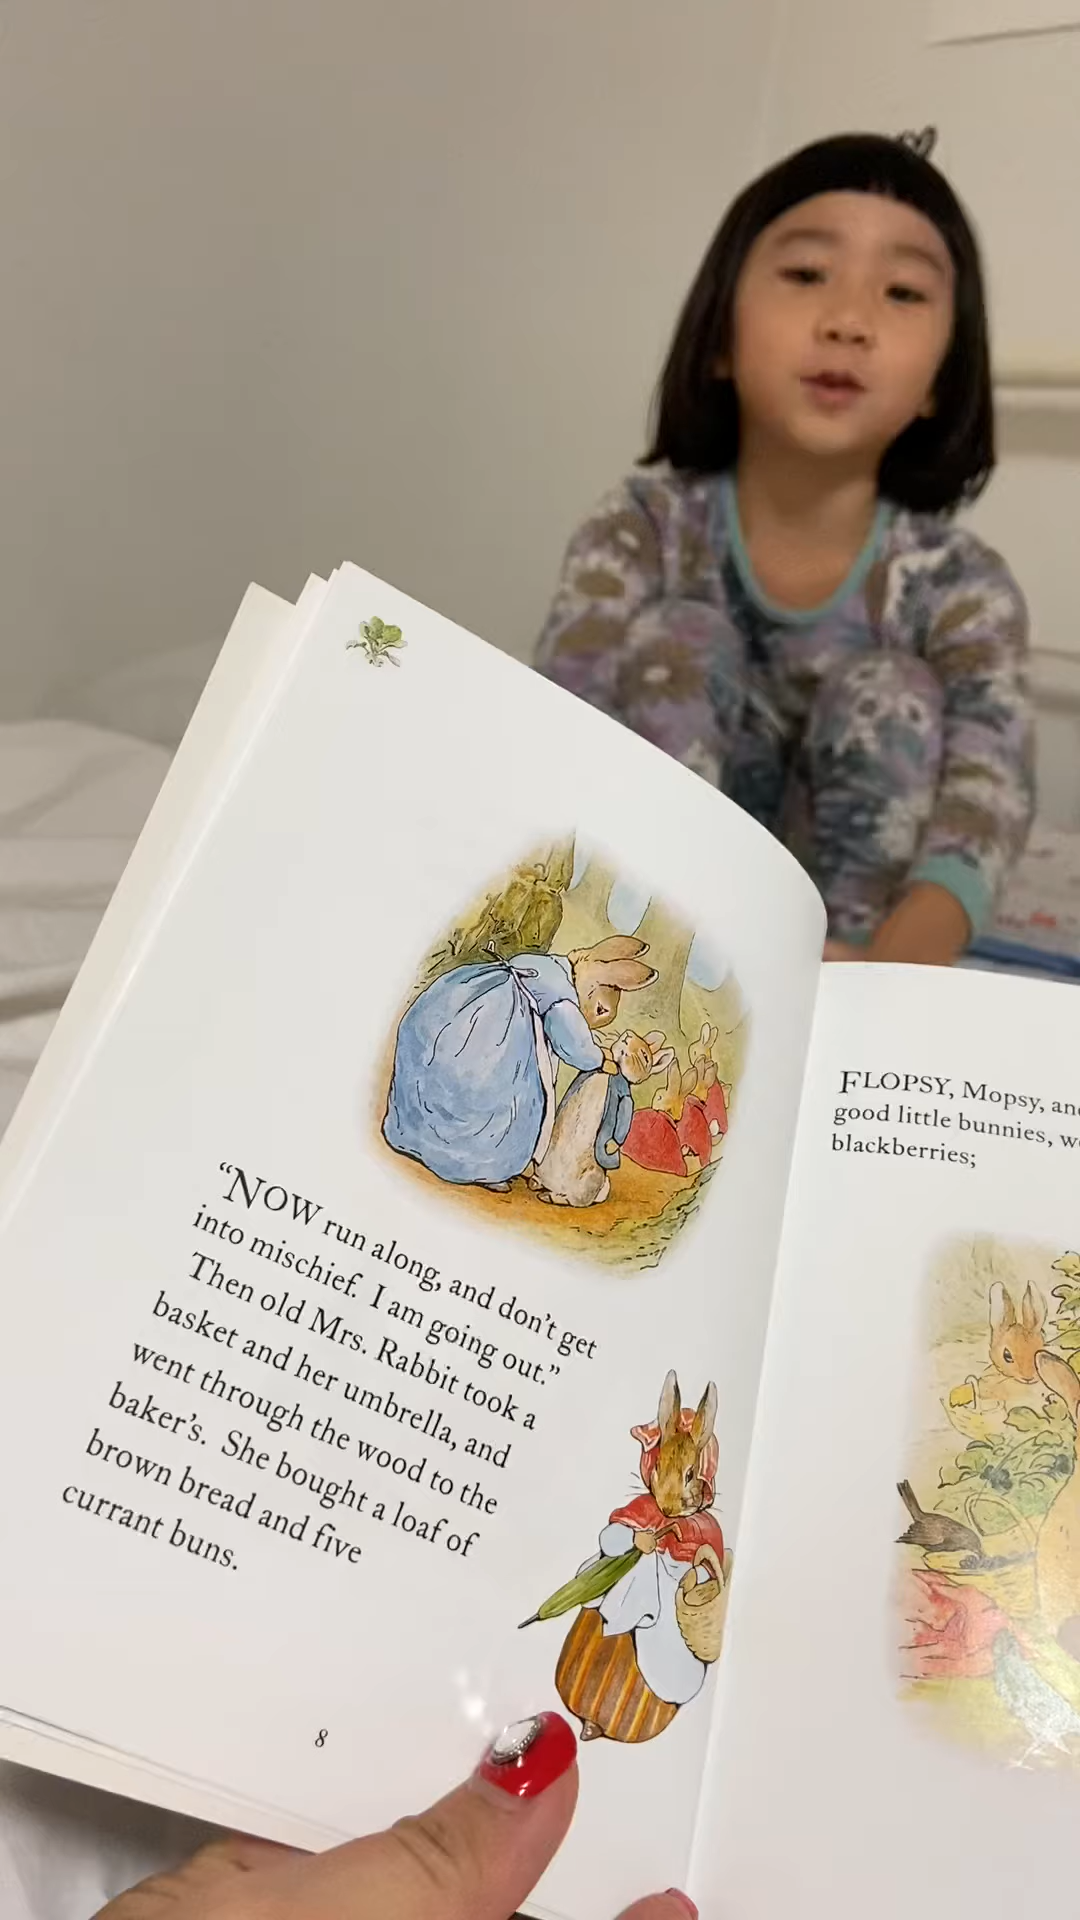 “NOW run along, and don’t get
into mischief. I am going out.”
Then old Mrs. Rabbit took a
basket and her umbrella, and
went through the wood to the
baker’s. She bought a loaf of
brown bread and five
currant buns.
8
FLOPSY, Mopsy, and
good little bunnies,
blackberries;